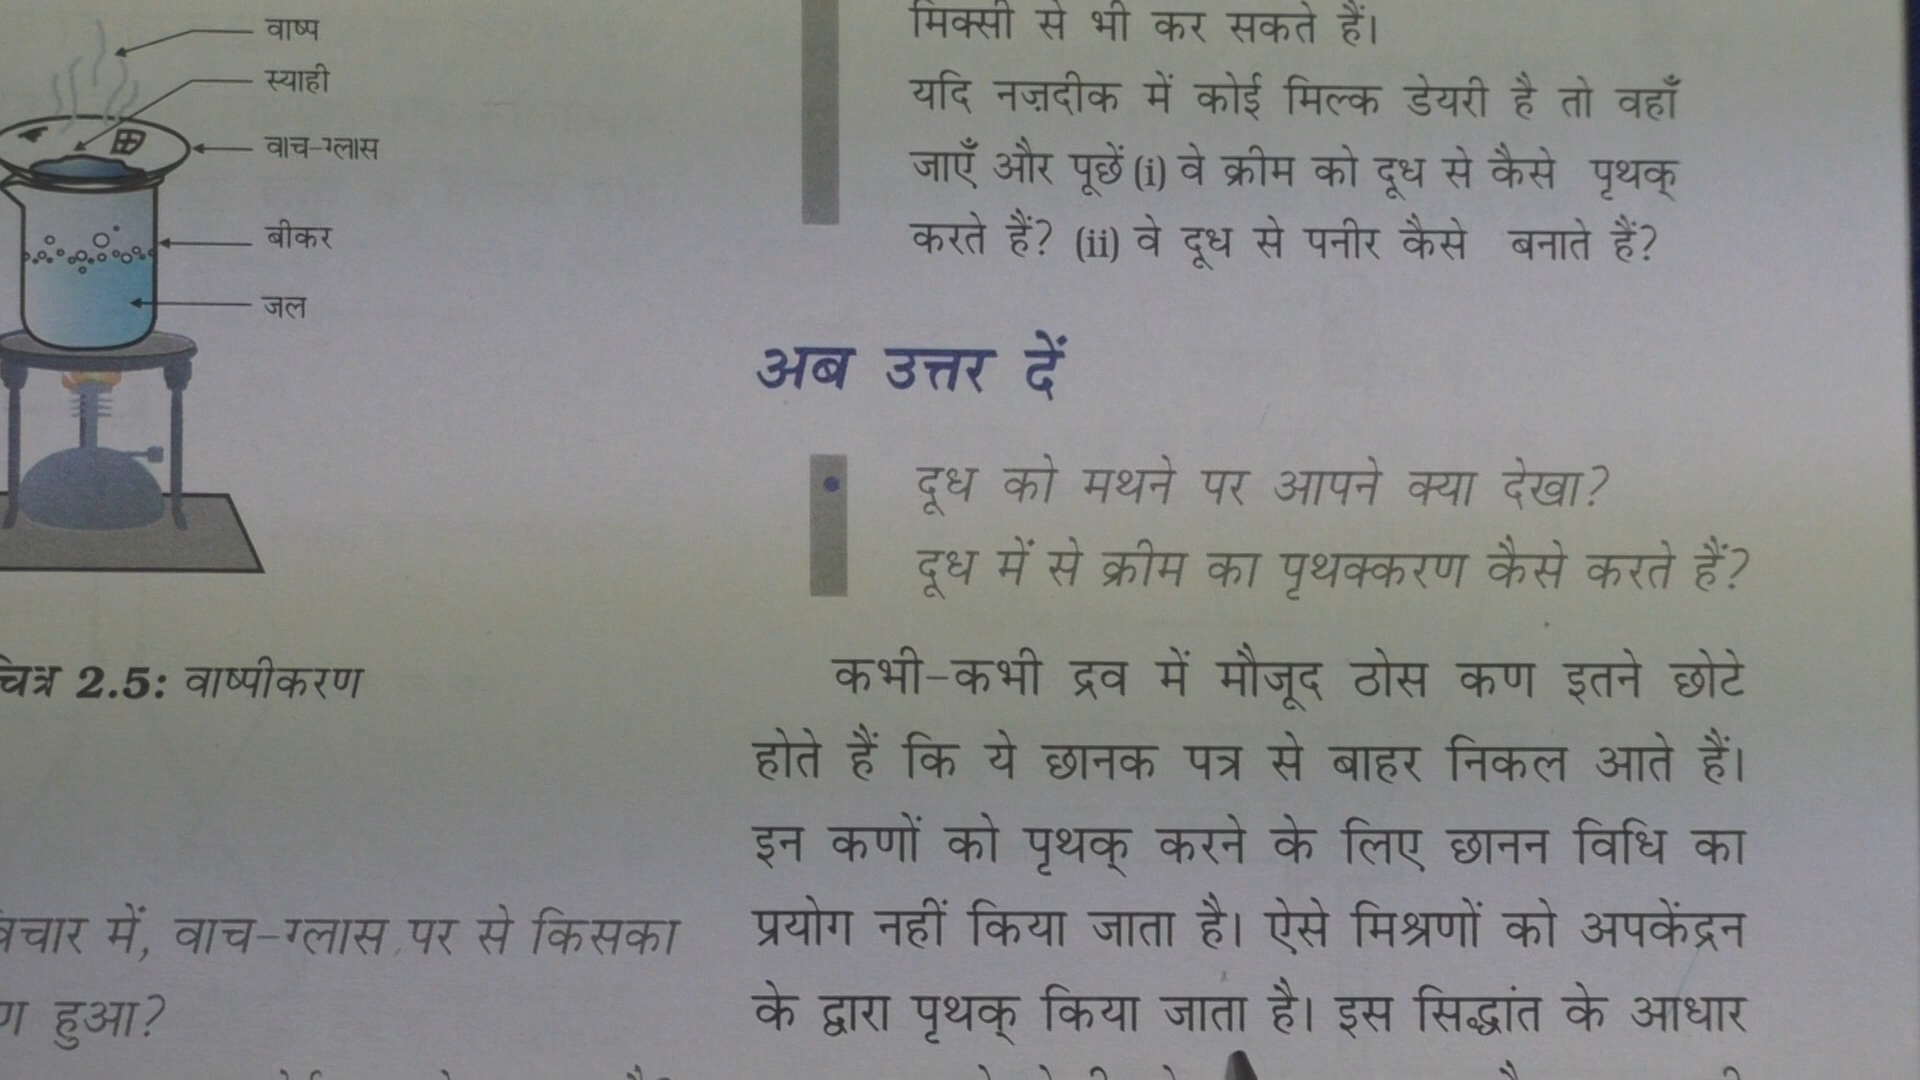 वाष्प
स्याही
वाच-ग्लास
बीकर
जल
चित्र 2.5: वाष्पीकरण
में, वाच-ग्लास पर से किसका
हुआ?
मिक्सी से भी कर सकते हैं।
यदि नज़दीक में कोई मिल्क डेयरी है तो वहाँ
जाएँ और पूछें (i) वे क्रीम को दूध से कैसे पृथक्
करते हैं? (ii) वे दूध से पनीर कैसे बनाते हैं?
अब उत्तर दें
• दूध को मथने पर आपने क्या देखा?
दूध में से क्रीम का पृथक्करण कैसे करते हैं?
कभी-कभी द्रव में मौजूद ठोस कण इतने छोटे
होते हैं कि ये छानक पत्र से बाहर निकल आते हैं।
इन कणों को पृथक् करने के लिए छानन विधि का
प्रयोग नहीं किया जाता है। ऐसे मिश्रणों को अपकेंद्रन
के द्वारा पृथक् किया जाता है। इस सिद्धांत के आधार